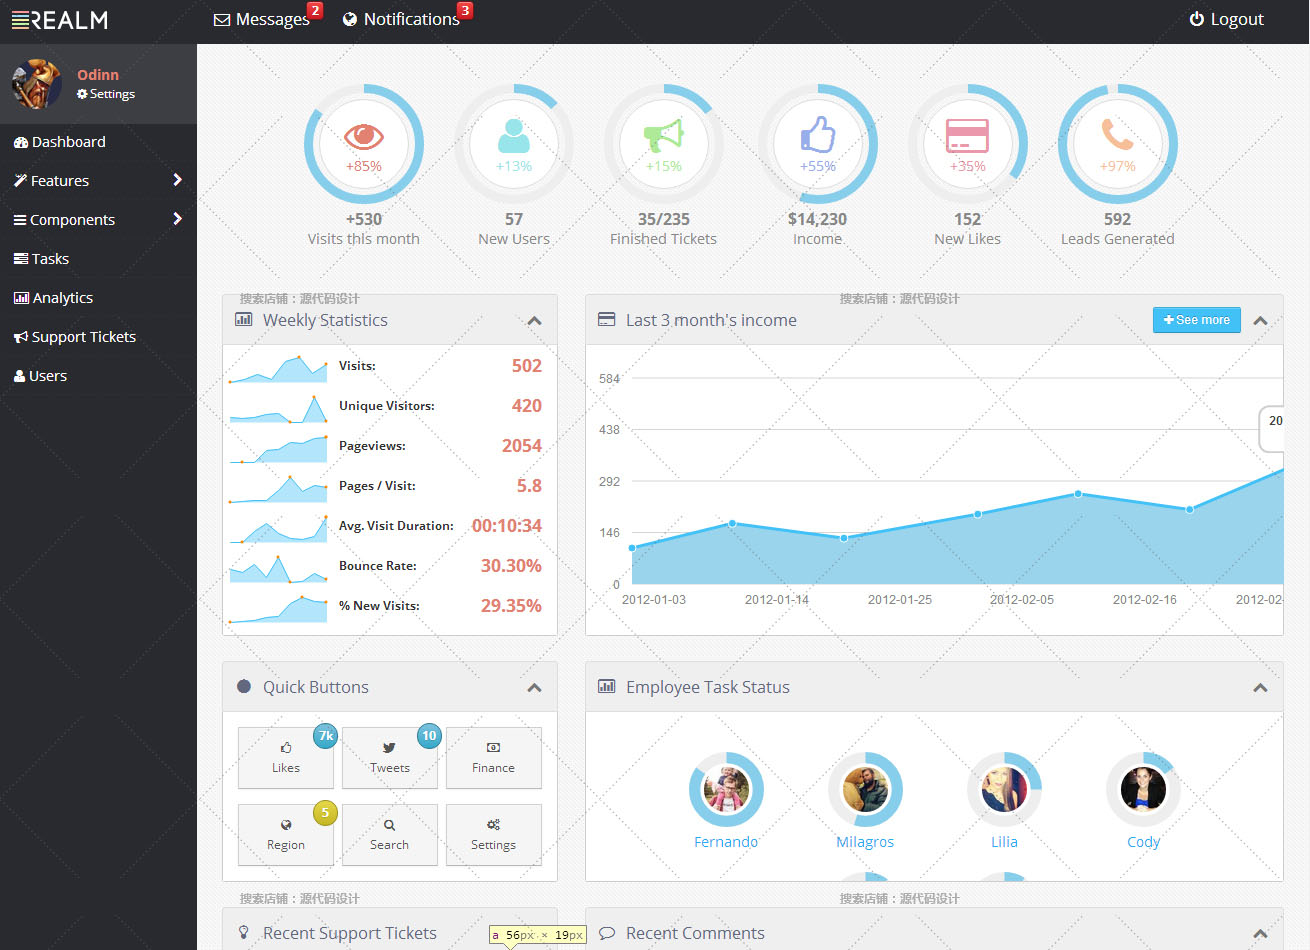 REALM
Messages 2
Notifications 3
Logout
Odinn
Settings
Dashboard
Features
Components
Tasks
Analytics
Support Tickets
Users
+85%
+530
Visits this month
+13%
57
New Users
+15%
35/235
Finished Tickets
+55%
$14,230
Income
+35%
152
New Likes
+97%
592
Leads Generated
搜索店铺：源代码设计
搜索店铺：源代码设计
Weekly Statistics
Visits: 502
Unique Visitors: 420
Pageviews: 2054
Pages / Visit: 5.8
Avg. Visit Duration: 00:10:34
Bounce Rate: 30.30%
% New Visits: 29.35%
Last 3 month's income
See more
584
438
292
146
0
20
2012-01-03 2012-01-14 2012-01-25 2012-02-05 2012-02-16 2012-02-
Quick Buttons
7k
Likes
10
Tweets
Finance
5
Region
Search
Settings
Employee Task Status
Fernando
Milagros
Lilia
Cody
搜索店铺：源代码设计
搜索店铺：源代码设计
Recent Support Tickets
a 56px × 19px
Recent Comments